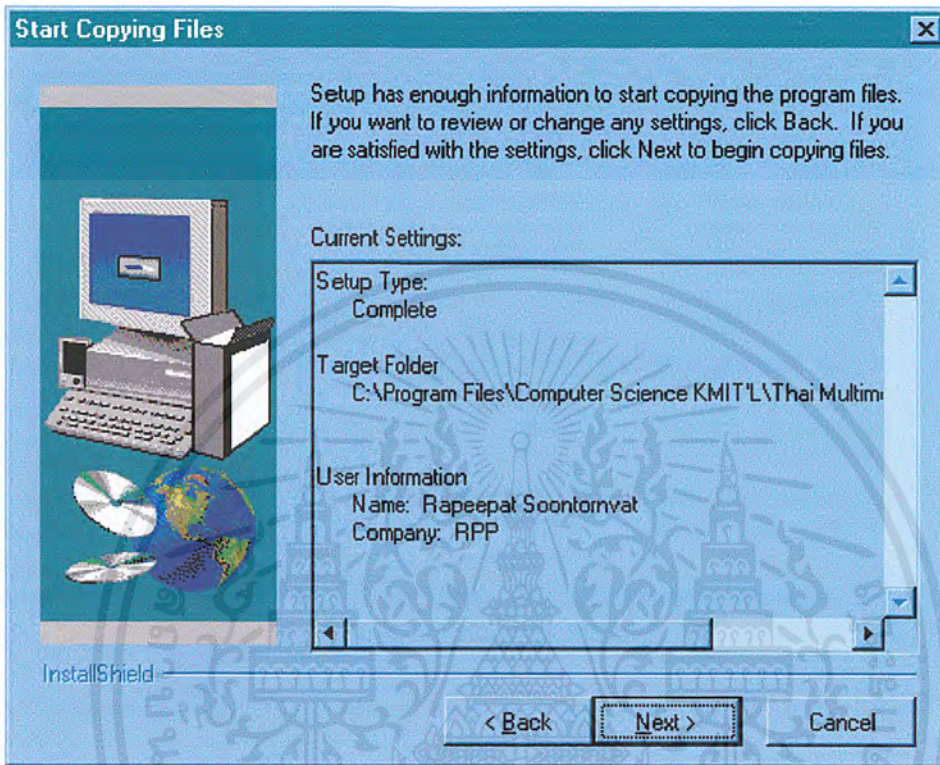 Start Copying Files
Setup has enough information to start copying the program files.
If you want to review or change any settings, click Back. If you
are satisfied with the settings, click Next to begin copying files.
Current Settings:
Setup Type:
Complete
Target Folder
C:\Program Files\Computer Science KMIT'L\Thai Multim
User Information
Name: Rapeepat Soontornvat
Company: RPP
InstallShield
< Back
Next >
Cancel